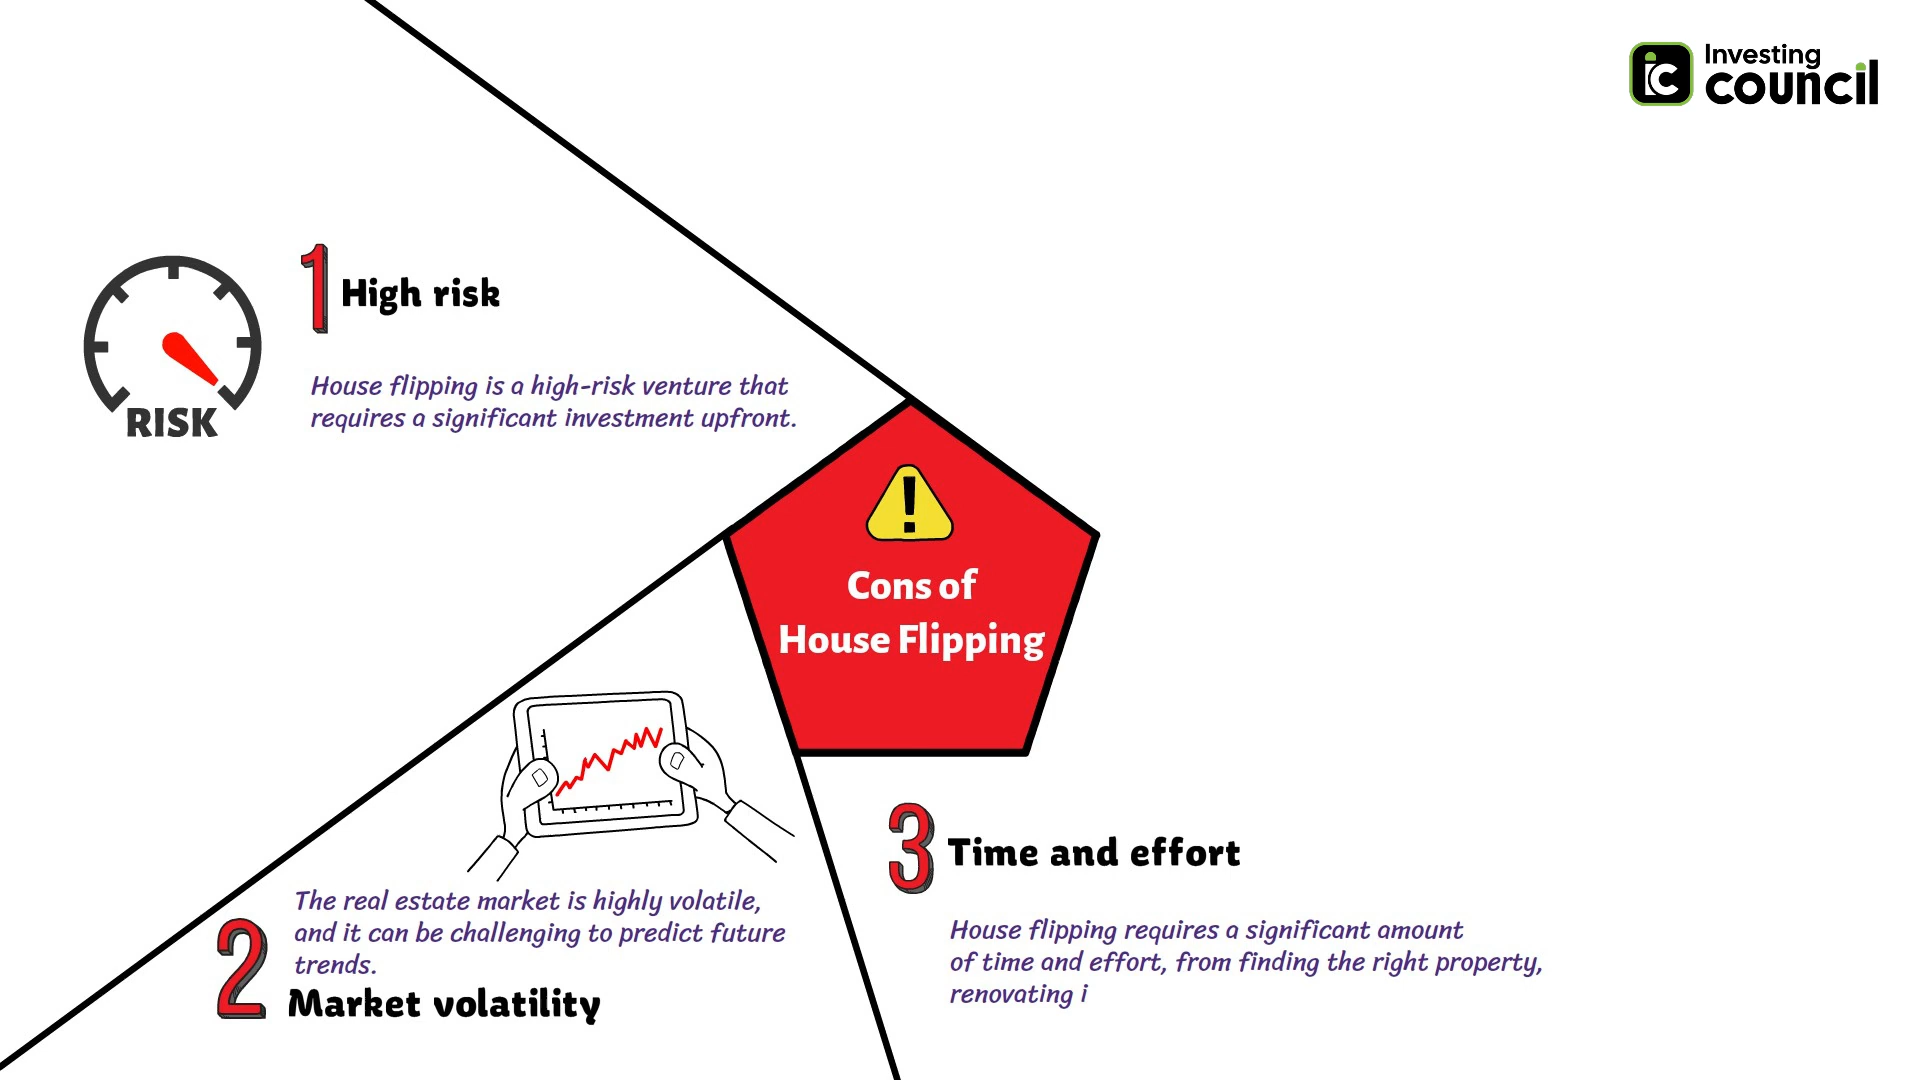 Investing
council
ic
1 High risk
House flipping is a high-risk venture that
requires a significant investment upfront.
RISK
!
Cons of
House Flipping
The real estate market is highly volatile,
and it can be challenging to predict future
trends.
2 Market volatility
3 Time and effort
House flipping requires a significant amount
of time and effort, from finding the right property,
renovating i